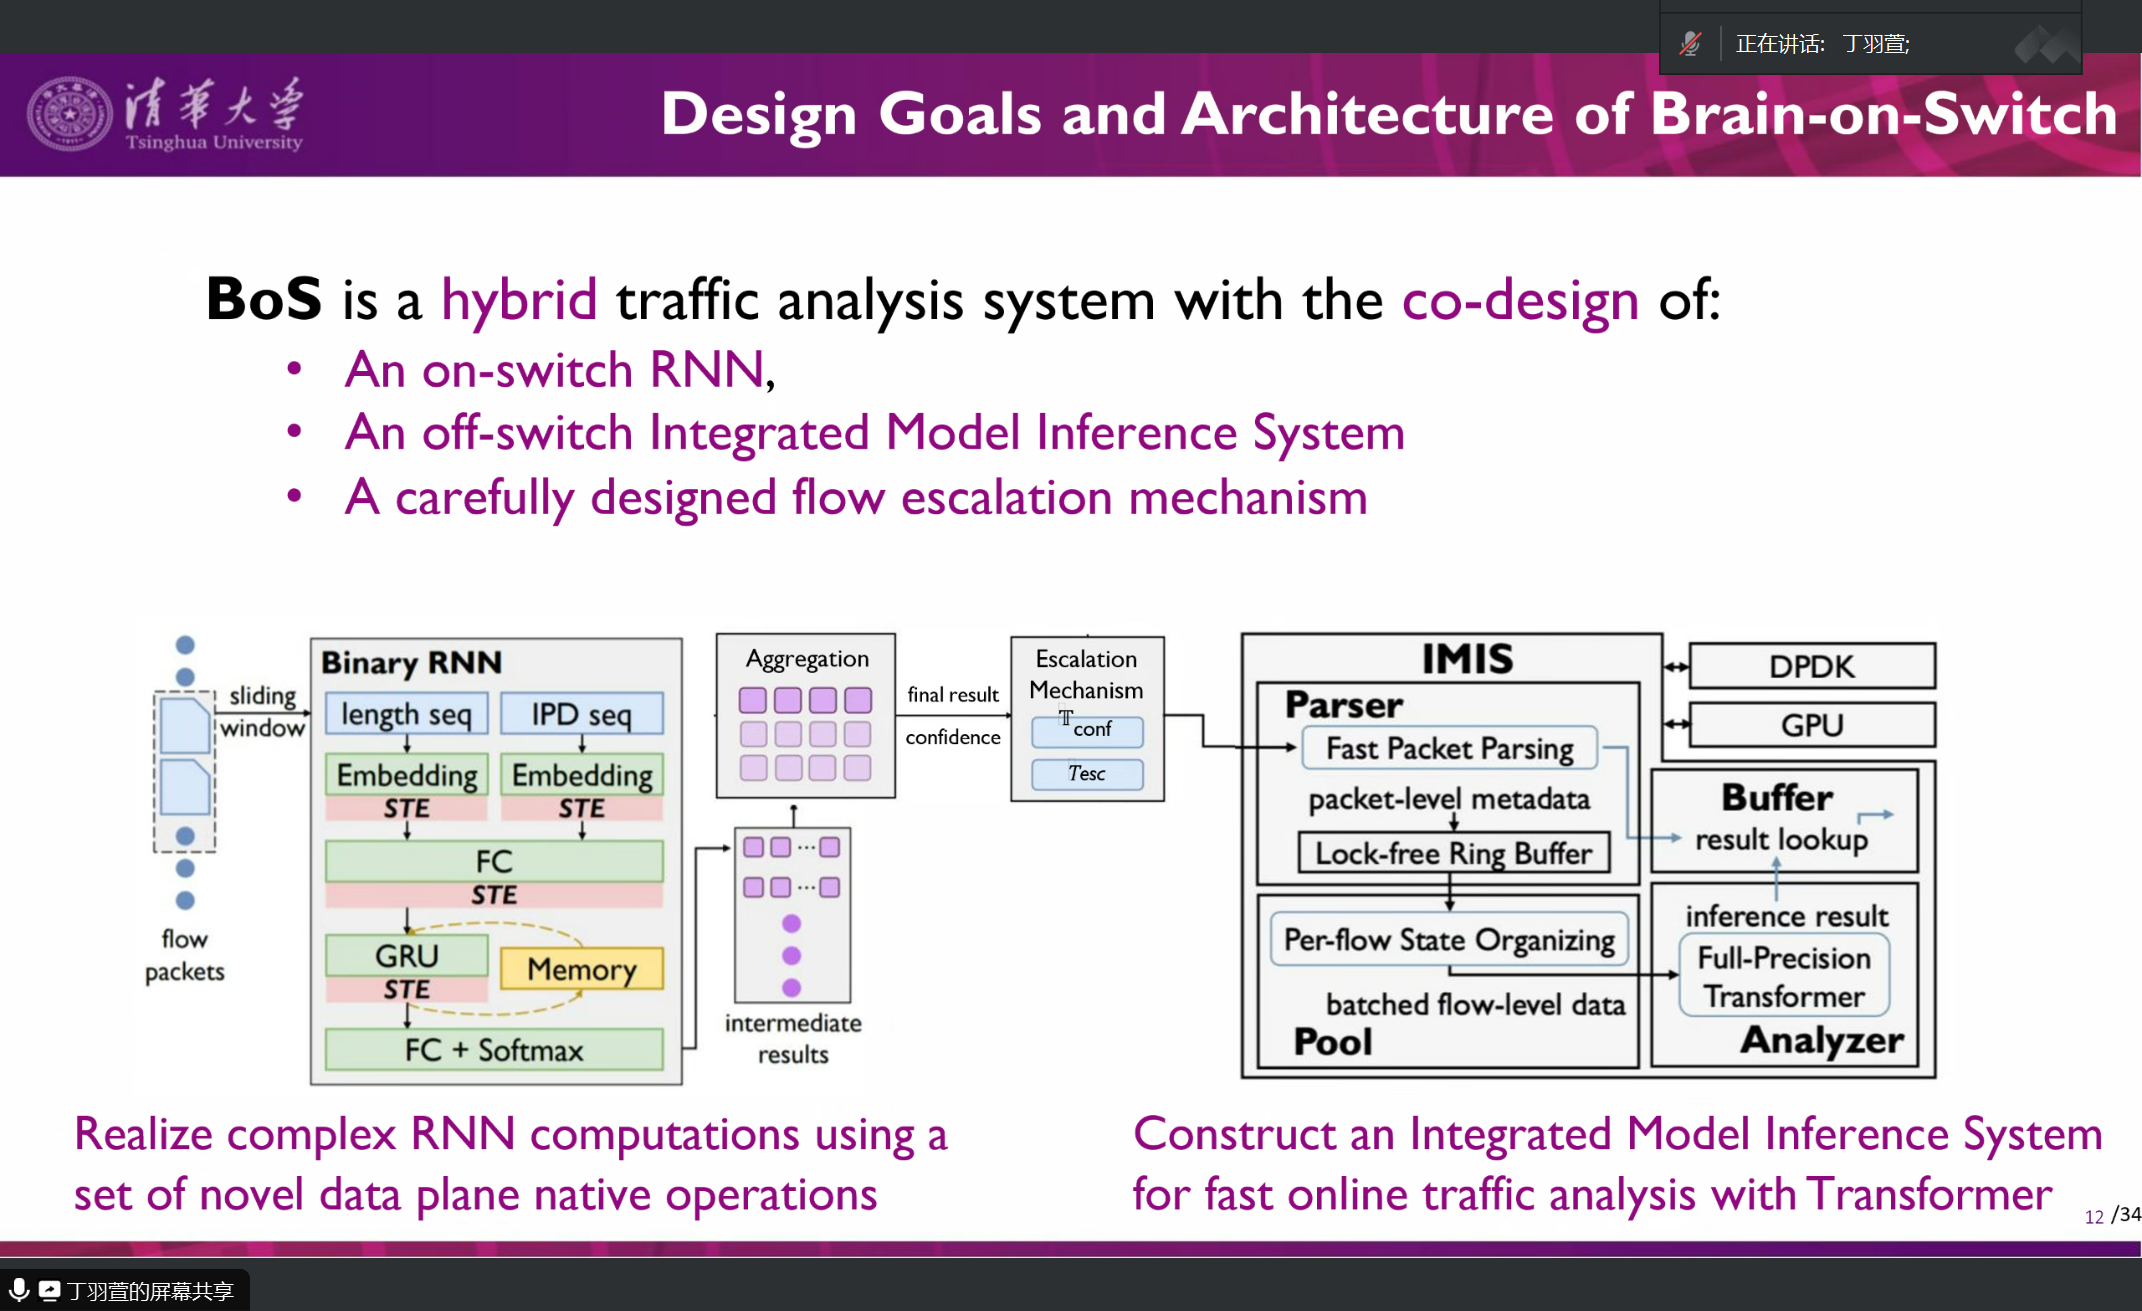 正在讲话: 丁羽萱;
清華大学
Tsinghua University
Design Goals and Architecture of Brain-on-Switch
BoS is a hybrid traffic analysis system with the co-design of:
• An on-switch RNN,
• An off-switch Integrated Model Inference System
• A carefully designed flow escalation mechanism
flow
packets
sliding
window
Binary RNN
length seq
IPD seq
Embedding
Embedding
STE
STE
FC
STE
GRU
Memory
STE
FC + Softmax
Aggregation
intermediate
results
final result
confidence
Escalation
Mechanism
T conf
Tesc
IMIS
Parser
Fast Packet Parsing
packet-level metadata
Lock-free Ring Buffer
Per-flow State Organizing
batched flow-level data
Pool
DPDK
GPU
Buffer
result lookup
inference result
Full-Precision
Transformer
Analyzer
Realize complex RNN computations using a
set of novel data plane native operations
Construct an Integrated Model Inference System
for fast online traffic analysis with Transformer
12 /34
丁羽萱的屏幕共享